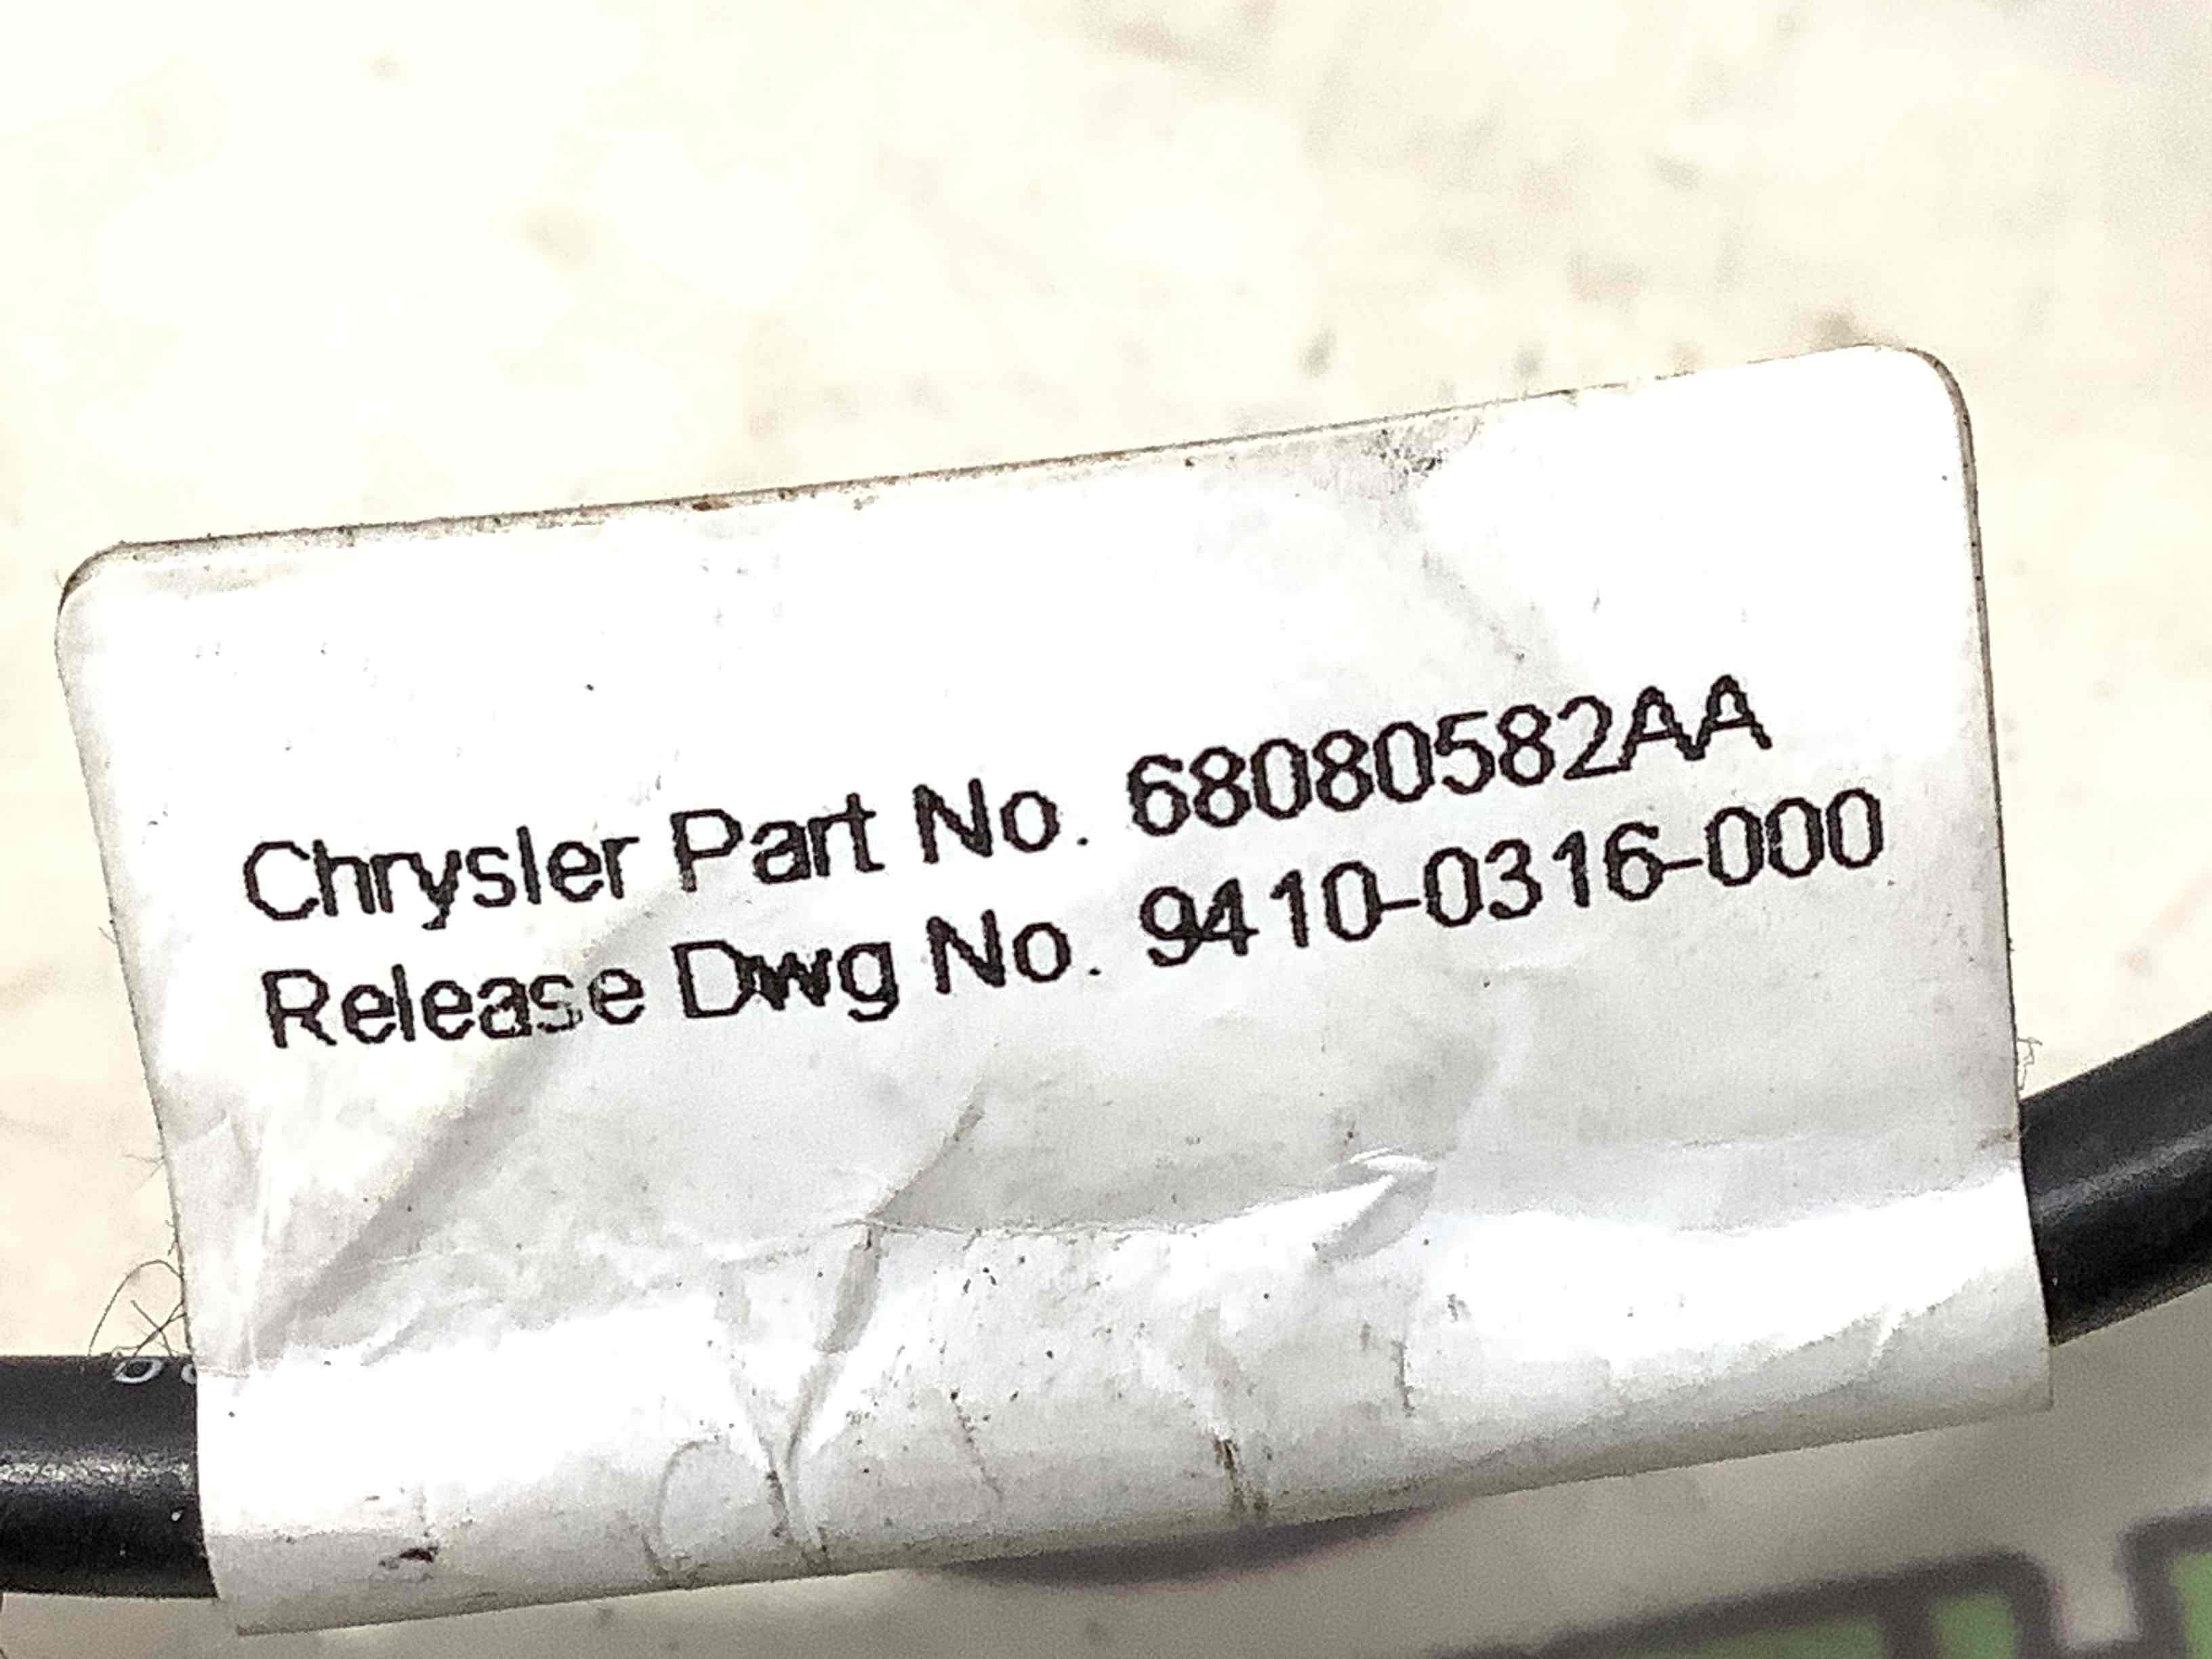 Chrysler Part No. 68080582AA
Release Dwg No. 9410-0316-000